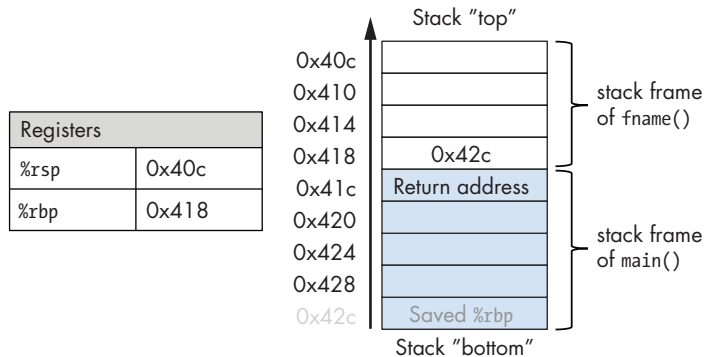 Stack "top"
0x40c
0x410
0x414
0x418 0x42c
0x41c Return address
0x420
0x424
0x428
0x42c Saved %rbp
Stack "bottom"
stack frame
of fname()
stack frame
of main()
Registers
%rsp 0x40c
%rbp 0x418